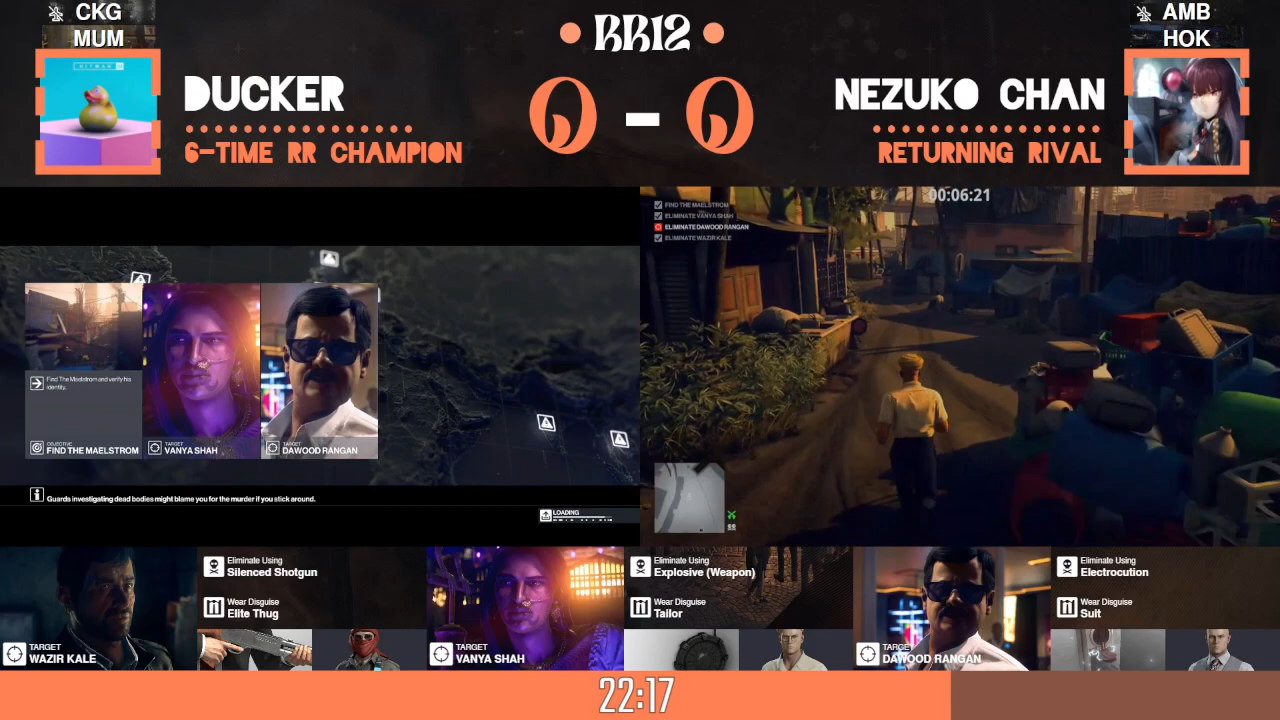 CKG
MUM
RR12
AMB
HOK
HITMAN
DUCKER
6-TIME RR CHAMPION
0 - 0
NEZUKO CHAN
RETURNING RIVAL
Find The Maelstrom and verify his
identity.
OBJECTIVE
FIND THE MAELSTROM
TARGET
VANYA SHAH
TARGET
DAWOOD RANGAN
Guards investigating dead bodies might blame you for the murder if you stick around.
LOADING
00:06:21
FIND THE MAELSTROM
ELIMINATE VANYA SHAH
ELIMINATE DAWOOD RANGAN
ELIMINATE WAZIR KALE
TARGET
WAZIR KALE
Eliminate Using
Silenced Shotgun
Wear Disguise
Elite Thug
TARGET
VANYA SHAH
Eliminate Using
Explosive (Weapon)
Wear Disguise
Tailor
TARGET
DAWOOD RANGAN
Eliminate Using
Electrocution
Wear Disguise
Suit
22:17